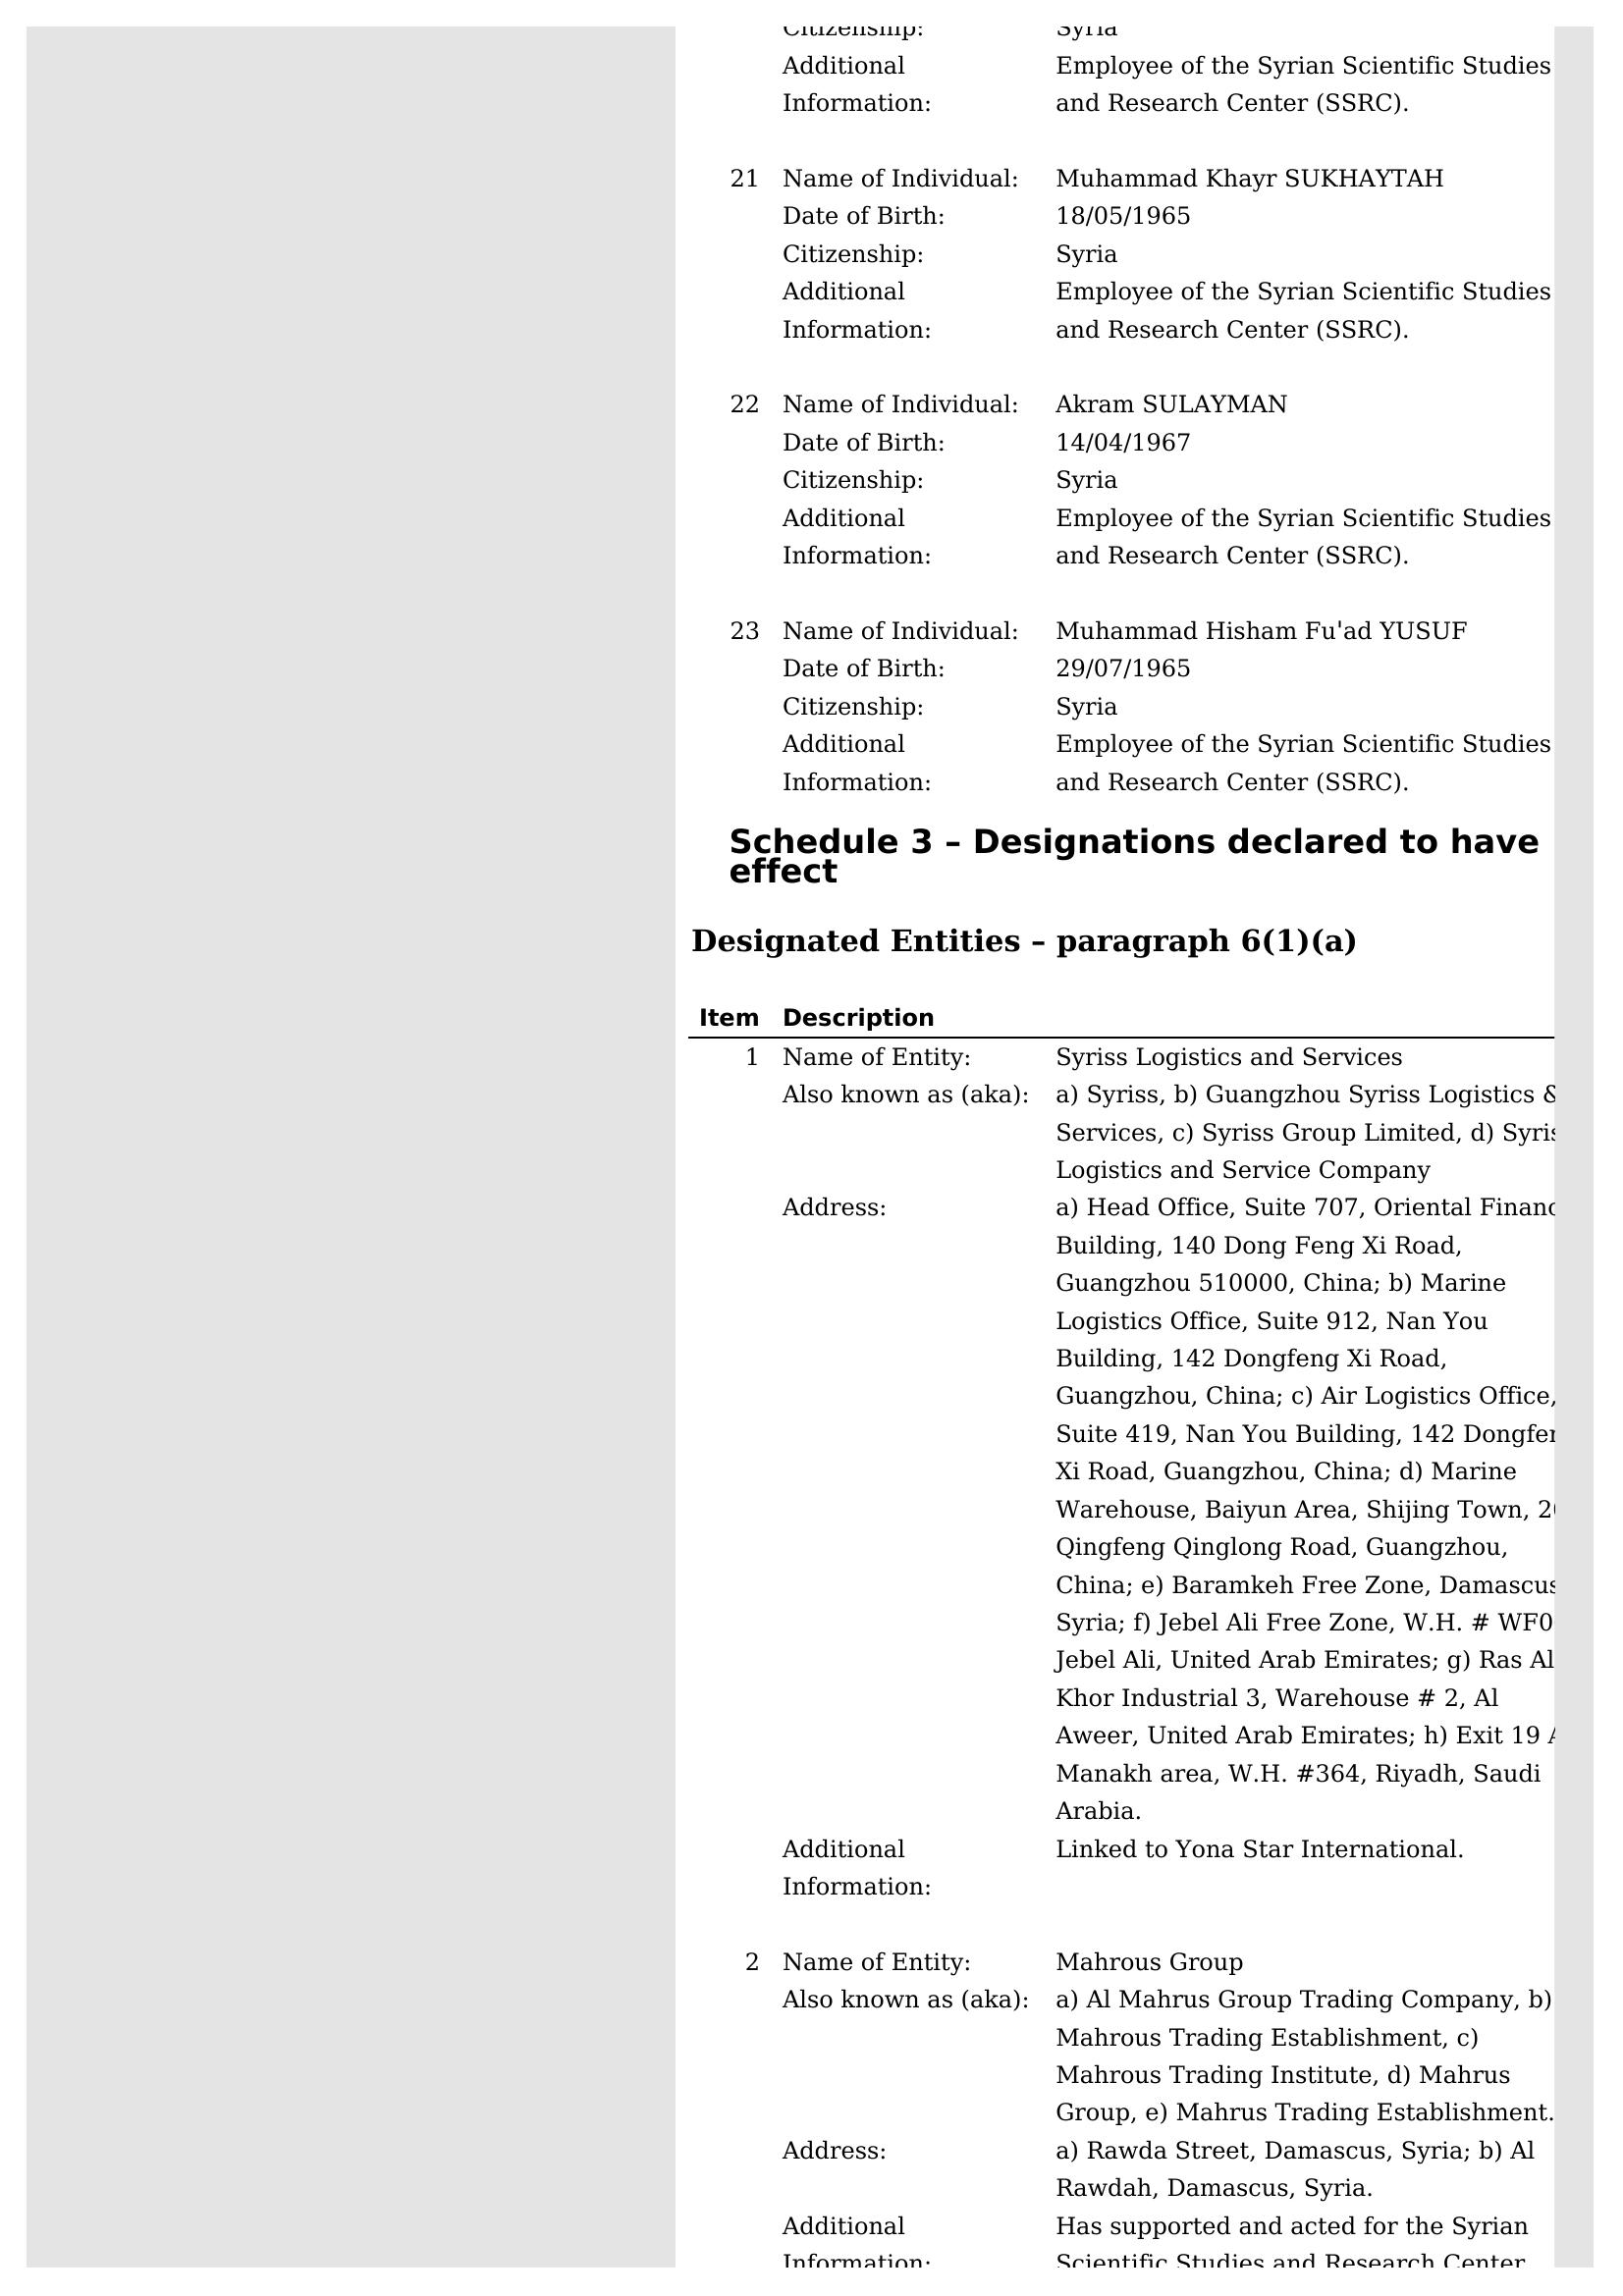 Citizenship: Syria
Additional Employee of the Syrian Scientific Studies
Information: and Research Center (SSRC).
21 Name of Individual: Muhammad Khayr SUKHAYTAH
Date of Birth: 18/05/1965
Citizenship: Syria
Additional Employee of the Syrian Scientific Studies
Information: and Research Center (SSRC).
22 Name of Individual: Akram SULAYMAN
Date of Birth: 14/04/1967
Citizenship: Syria
Additional Employee of the Syrian Scientific Studies
Information: and Research Center (SSRC).
23 Name of Individual: Muhammad Hisham Fu'ad YUSUF
Date of Birth: 29/07/1965
Citizenship: Syria
Additional Employee of the Syrian Scientific Studies
Information: and Research Center (SSRC).
Schedule 3 – Designations declared to have
effect
Designated Entities – paragraph 6(1)(a)
Item Description
1 Name of Entity: Syriss Logistics and Services
Also known as (aka): a) Syriss, b) Guangzhou Syriss Logistics &
Services, c) Syriss Group Limited, d)
Logistics and Service Company
Address: a) Head Office, Suite 707, Oriental
Building, 140 Dong Feng Xi Road,
Guangzhou 510000, China; b) Marine
Logistics Office, Suite 912, Nan You
Building, 142 Dongfeng Xi Road,
Guangzhou, China; c) Air Logistics Office,
Suite 419, Nan You Building, 142
Xi Road, Guangzhou, China; d) Marine
Warehouse, Baiyun Area, Shijing Town,
Qingfeng Qinglong Road, Guangzhou,
China; e) Baramkeh Free Zone, Damascus
Syria; f) Jebel Ali Free Zone, W.H. #
Jebel Ali, United Arab Emirates; g) Ras Al
Khor Industrial 3, Warehouse # 2, Al
Aweer, United Arab Emirates; h) Exit 19
Manakh area, W.H. #364, Riyadh, Saudi
Arabia.
Additional Linked to Yona Star International.
Information:
2 Name of Entity: Mahrous Group
Also known as (aka): a) Al Mahrus Group Trading Company, b)
Mahrous Trading Establishment, c)
Mahrous Trading Institute, d) Mahrus
Group, e) Mahrus Trading Establishment.
Address: a) Rawda Street, Damascus, Syria; b) Al
Rawdah, Damascus, Syria.
Additional Has supported and acted for the Syrian
Information: Scientific Studies and Research Center